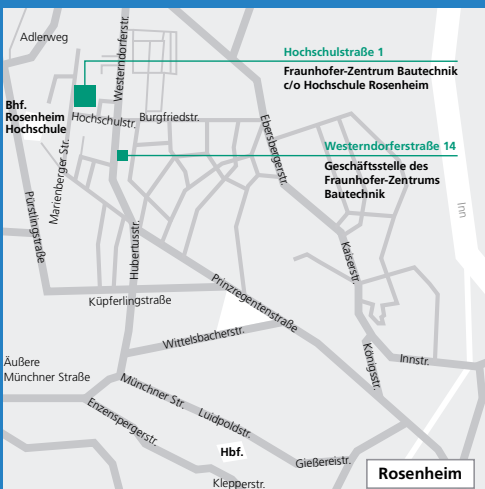 Adlerweg
Westerndorferstr.
Hochschulstraße 1
Fraunhofer-Zentrum Bautechnik
c/o Hochschule Rosenheim
Bhf.
Rosenheim
Hochschule
Hochschulstr.
Burgfriedstr.
Ebersbergerstr.
Westerndorferstraße 14
Geschäftsstelle des
Fraunhofer-Zentrums
Bautechnik
Marienberger Str.
Pürstlingstraße
Inn
Hubertusstr.
Kaiserstr.
Küpferlingstraße
Prinzregentenstraße
Wittelsbacherstr.
Königsstr.
Innstr.
Äußere
Münchner Straße
Münchner Str.
Luidpoldstr.
Enzenspergerstr.
Hbf.
Gießereistr.
Klepperstr.
Rosenheim